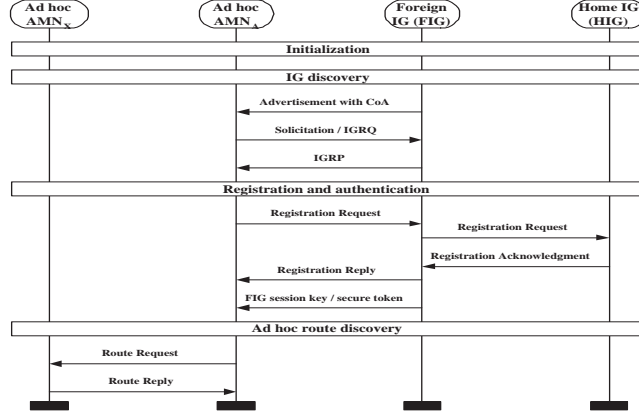 Ad hoc
AMNX
Ad hoc
AMNA
Foreign
IG (FIG)
Home IG
(HIG)
Initialization
IG discovery
Advertisement with CoA
Solicitation / IGRQ
IGRP
Registration and authentication
Registration Request
Registration Request
Registration Acknowledgment
Registration Reply
FIG session key / secure token
Ad hoc route discovery
Route Request
Route Reply